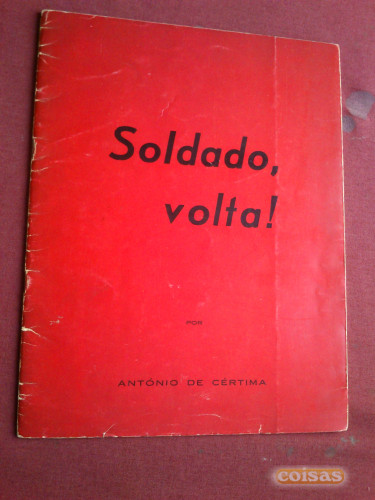 Soldado,
volta!
POR
ANTÓNIO DE CÉRTIMA
coisas